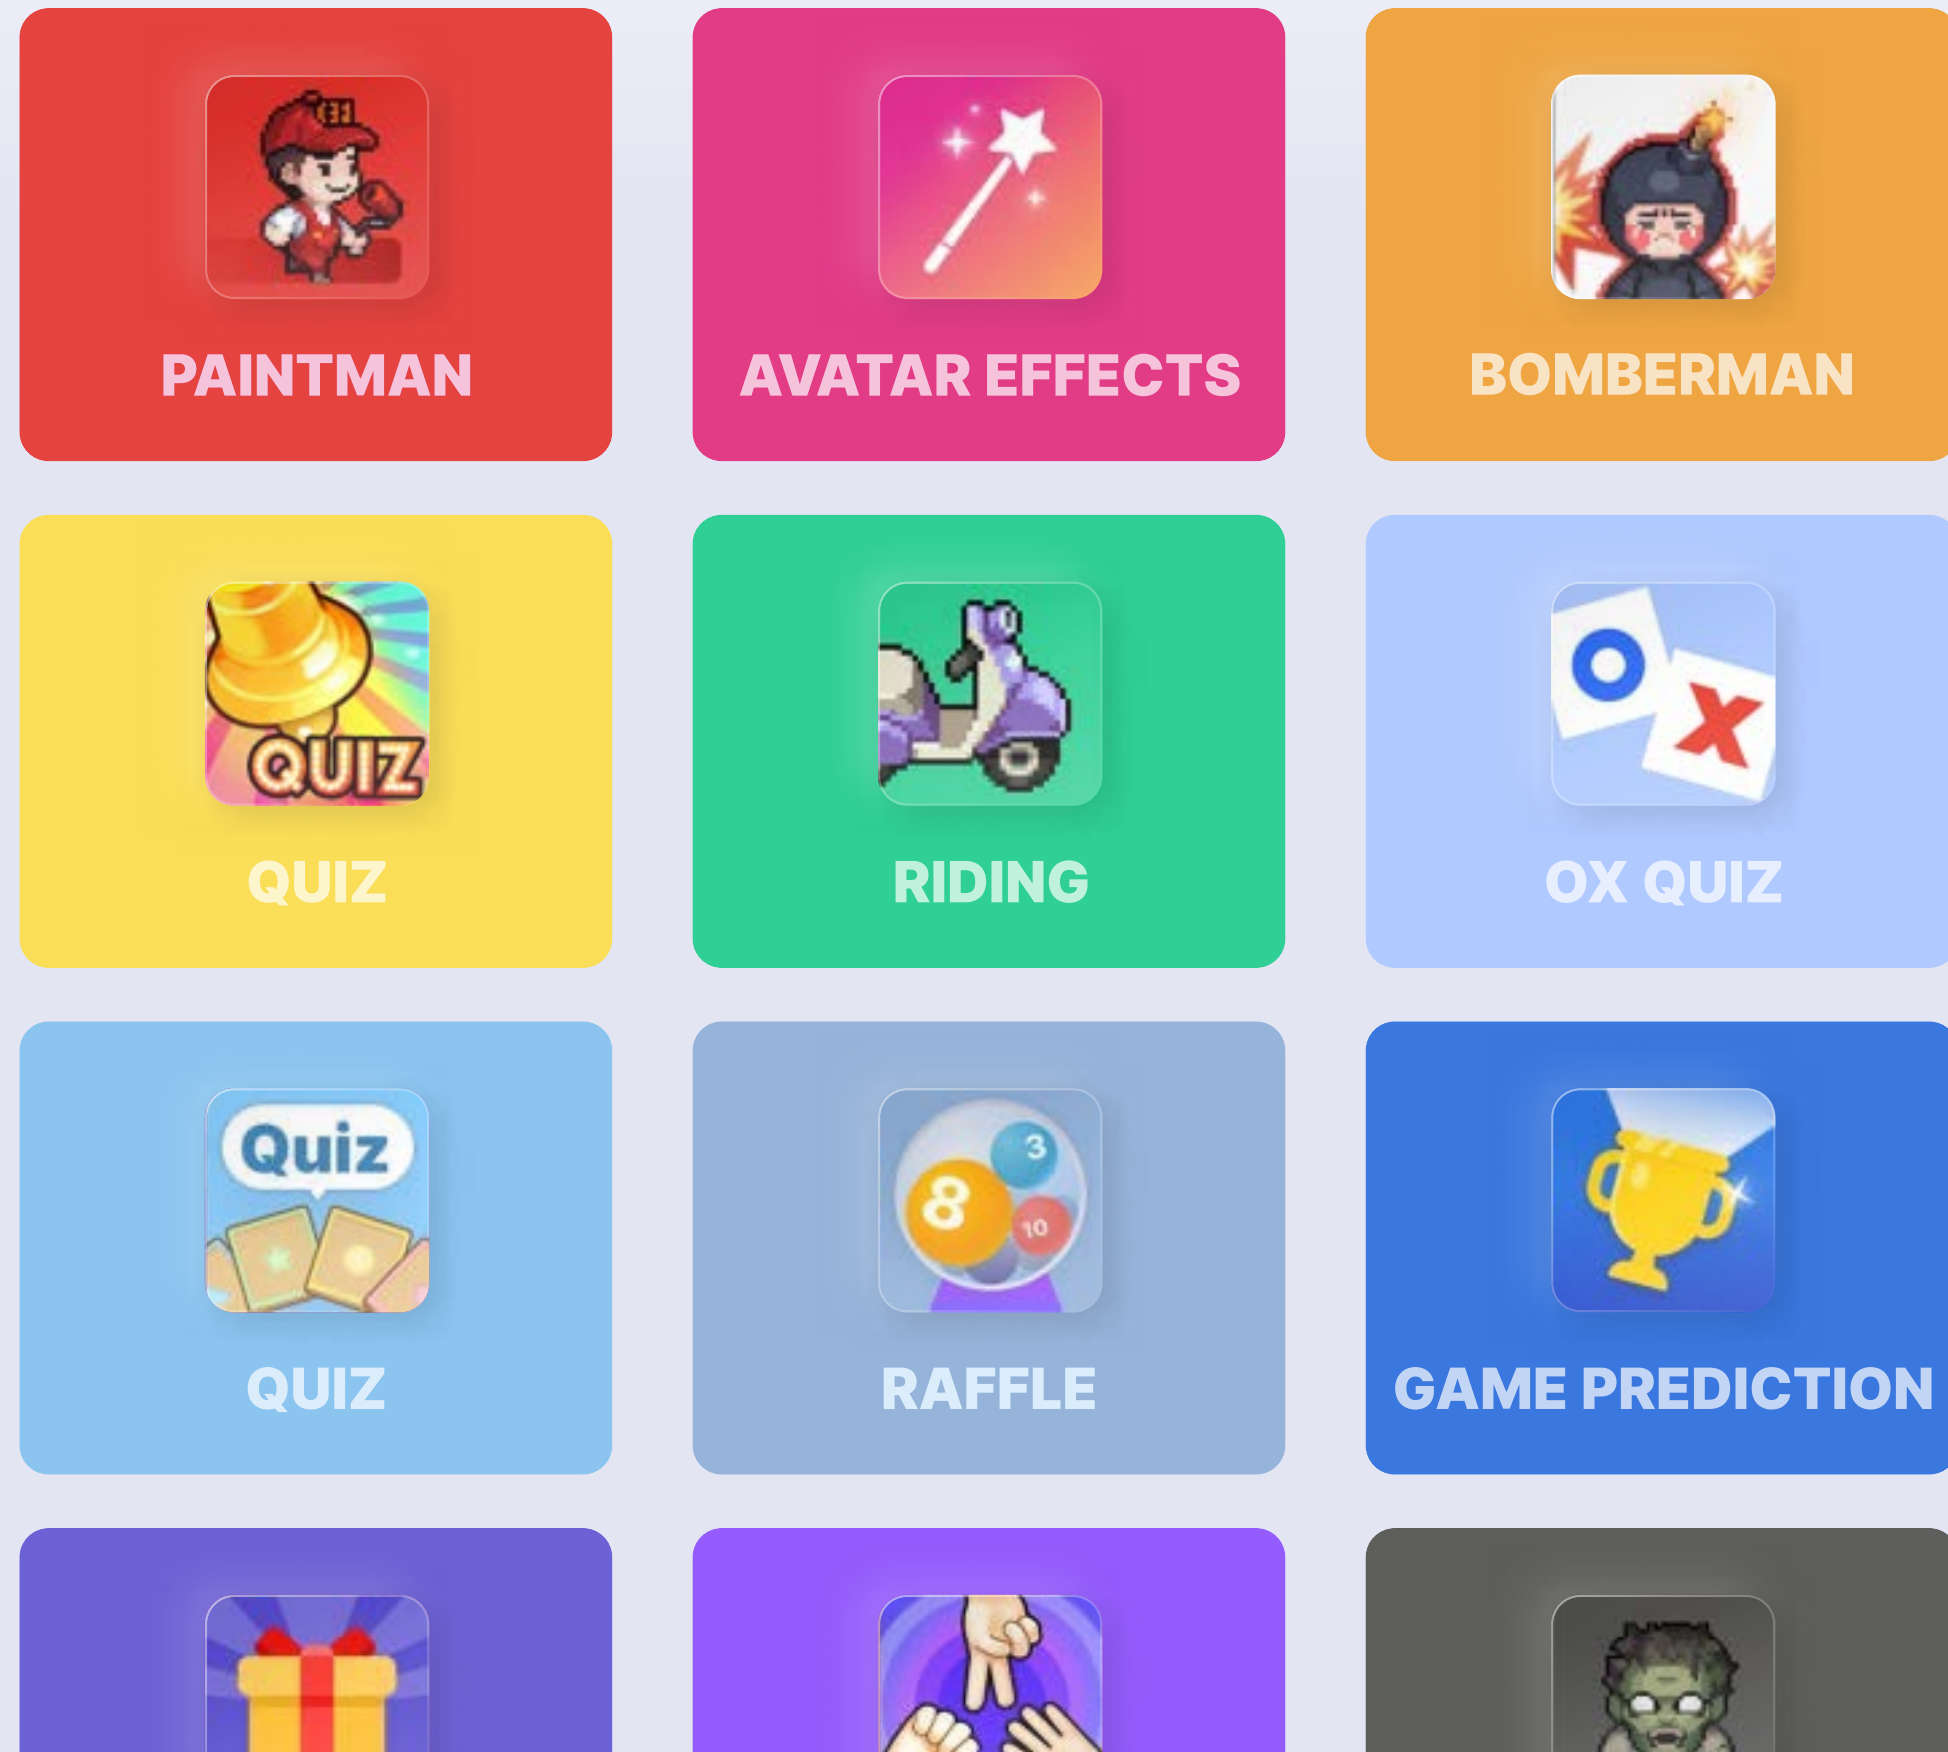 PAINTMAN
AVATAR EFFECTS
BOMBERMAN
QUIZ
QUIZ
RIDING
O X
OX QUIZ
Quiz
QUIZ
3
8
10
RAFFLE
GAME PREDICTION